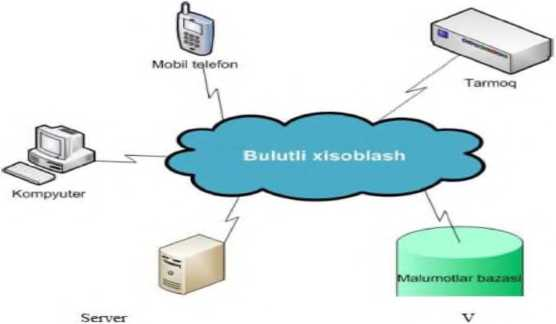 Mobil telefon
Tarmoq
Bulutli xisoblash
Kompyuter
Malumotlar bazasi
Server
V